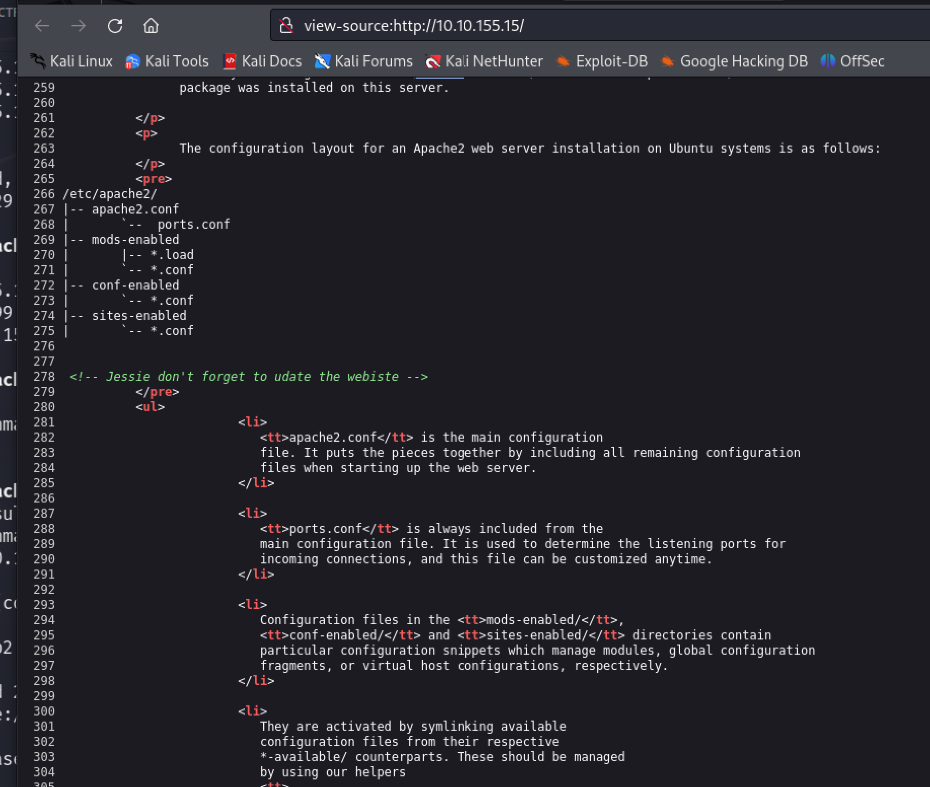 view-source:http://10.10.155.15/
Kali Linux Kali Tools Kali Docs Kali Forums Kali NetHunter Exploit-DB Google Hacking DB OffSec
259 package was installed on this server.
260
261 </p>
262 <p>
263 The configuration layout for an Apache2 web server installation on Ubuntu systems is as follows:
264 </p>
265 <pre>
266 /etc/apache2/
267 |-- apache2.conf
268 | `-- ports.conf
269 |-- mods-enabled
270 | |-- *.load
271 | `-- *.conf
272 |-- conf-enabled
273 | `-- *.conf
274 |-- sites-enabled
275 | `-- *.conf
276
277
278 <!-- Jessie don't forget to udate the webiste -->
279 </pre>
280 <ul>
281 <li>
282 <tt>apache2.conf</tt> is the main configuration
283 file. It puts the pieces together by including all remaining configuration
284 files when starting up the web server.
285 </li>
286
287 <li>
288 <tt>ports.conf</tt> is always included from the
289 main configuration file. It is used to determine the listening ports for
290 incoming connections, and this file can be customized anytime.
291 </li>
292
293 <li>
294 Configuration files in the <tt>mods-enabled/</tt>,
295 <tt>conf-enabled/</tt> and <tt>sites-enabled/</tt> directories contain
296 particular configuration snippets which manage modules, global configuration
297 fragments, or virtual host configurations, respectively.
298 </li>
299
300 <li>
301 They are activated by symlinking available
302 configuration files from their respective
303 *-available/ counterparts. These should be managed
304 by using our helpers
305 <tt>